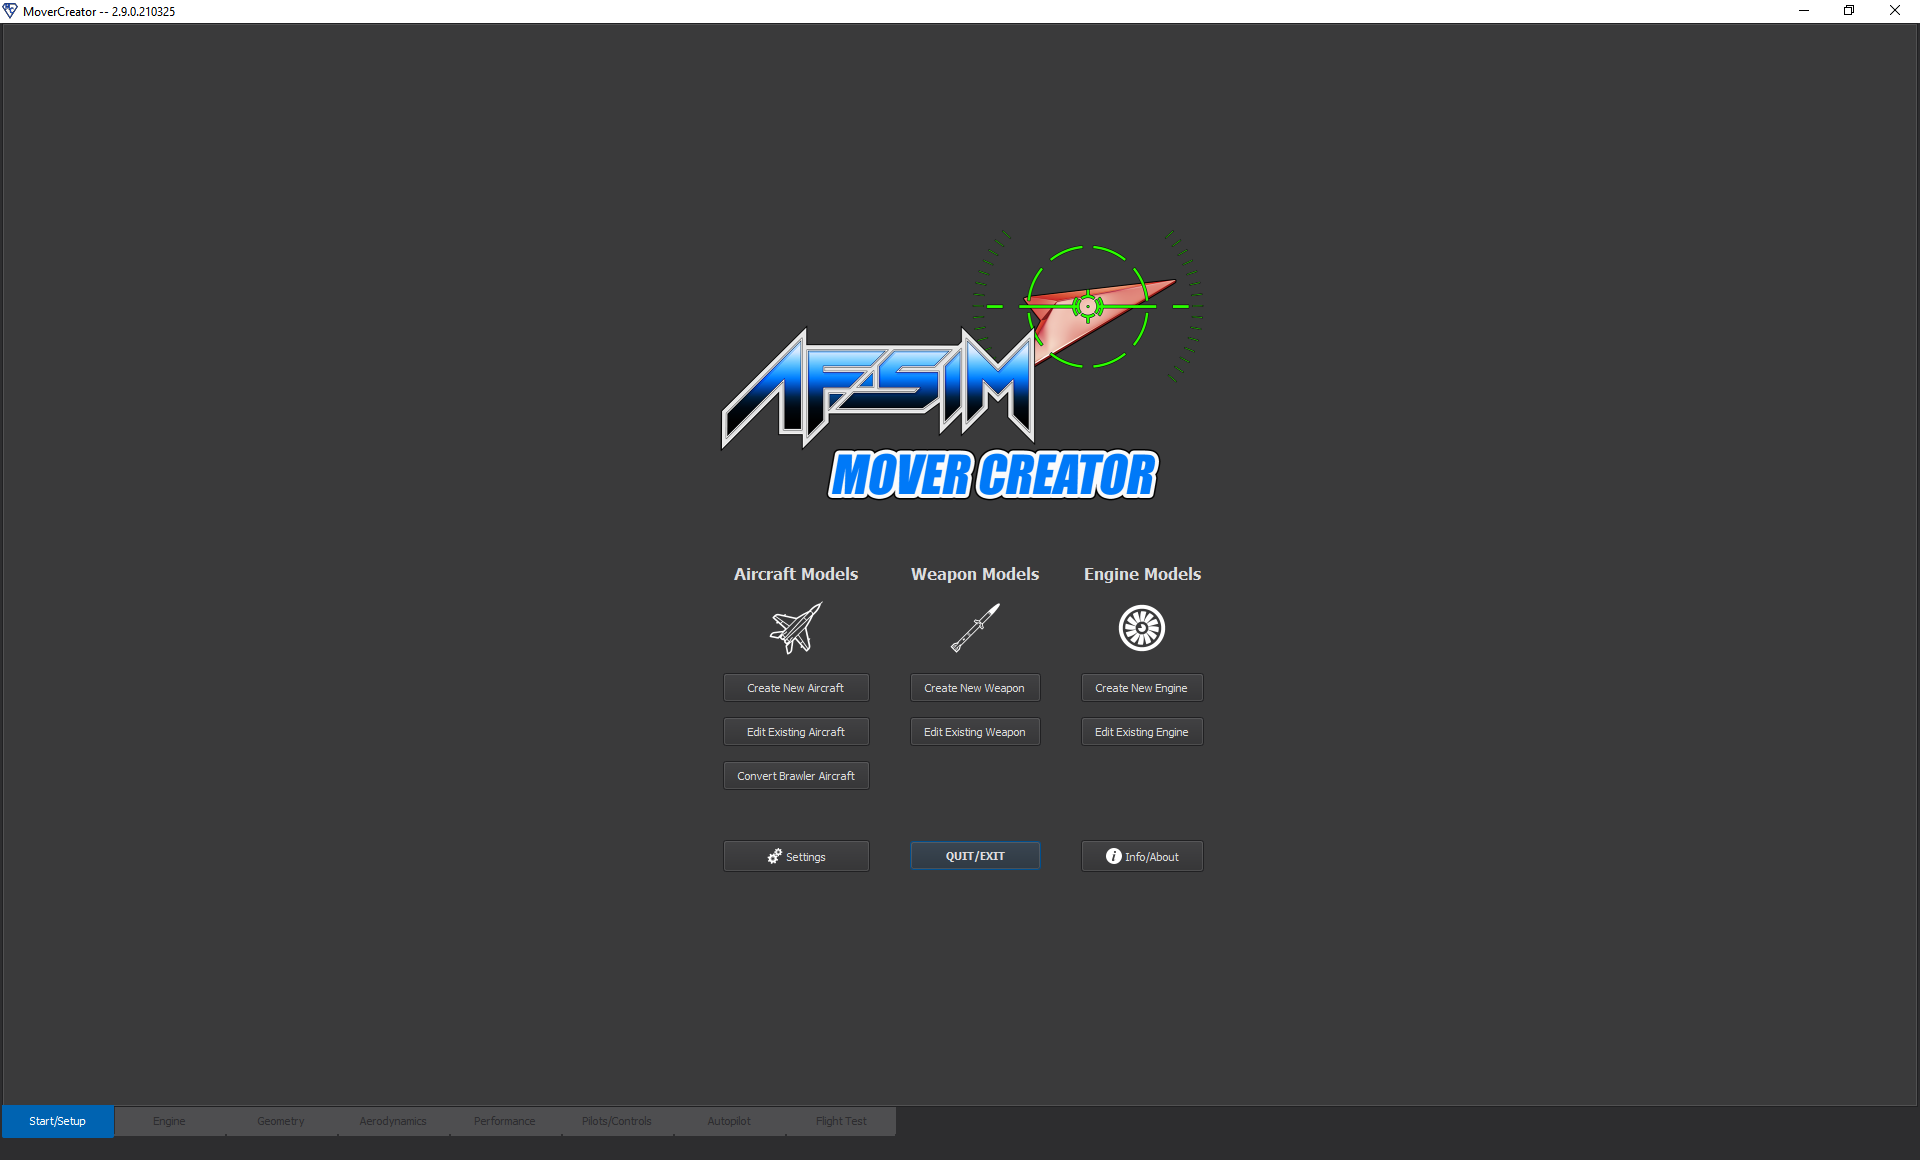 MoverCreator -- 2.9.0.210325
AFSIM
MOVER CREATOR
Aircraft Models Weapon Models Engine Models
Create New Aircraft Create New Weapon Create New Engine
Edit Existing Aircraft Edit Existing Weapon Edit Existing Engine
Convert Brawler Aircraft
Settings QUIT/EXIT Info/About
Start/Setup Engine Geometry Aerodynamics Performance Pilots/Controls Autopilot Flight Test